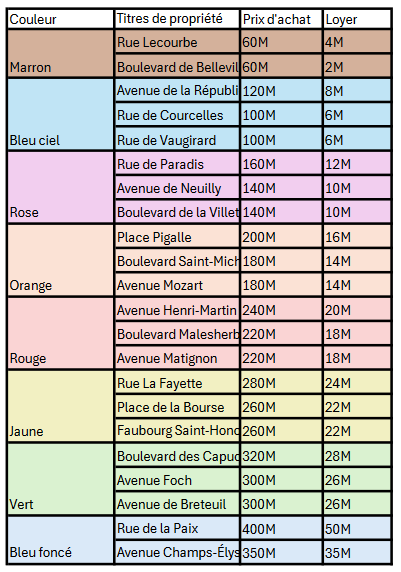 Couleur Titres de propriété Prix d'achat Loyer
Rue Lecourbe 60M 4M
Marron Boulevard de Bellevil 60M 2M
Avenue de la Républi 120M 8M
Rue de Courcelles 100M 6M
Bleu ciel Rue de Vaugirard 100M 6M
Rue de Paradis 160M 12M
Avenue de Neuilly 140M 10M
Rose Boulevard de la Villet 140M 10M
Place Pigalle 200M 16M
Boulevard Saint-Mich 180M 14M
Orange Avenue Mozart 180M 14M
Avenue Henri-Martin 240M 20M
Boulevard Malesherb 220M 18M
Rouge Avenue Matignon 220M 18M
Rue La Fayette 280M 24M
Place de la Bourse 260M 22M
Jaune Faubourg Saint-Hono 260M 22M
Boulevard des Capuc 320M 28M
Avenue Foch 300M 26M
Vert Avenue de Breteuil 300M 26M
Rue de la Paix 400M 50M
Bleu foncé Avenue Champs-Élys 350M 35M